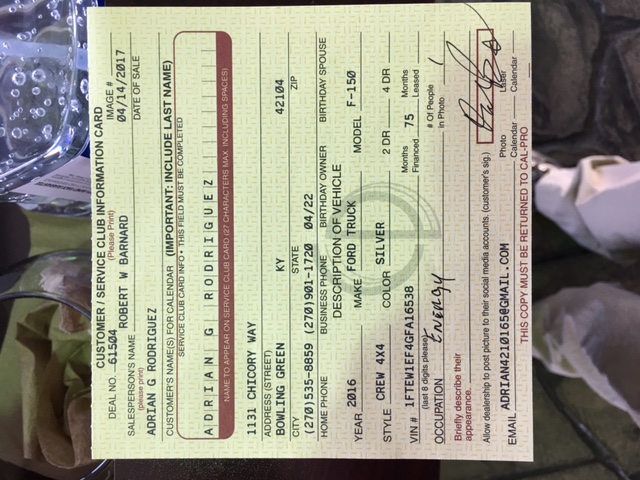 CUSTOMER / SERVICE CLUB INFORMATION CARD
(Please Print)
IMAGE #
DEAL NO. 61504
ROBERT W BARNARD
04/14/2017
SALESPERSON'S NAME
DATE OF SALE
(please print)
ADRIAN G RODRIGUEZ
CUSTOMER'S NAME(S) FOR CALENDAR (IMPORTANT: INCLUDE LAST NAME)
SERVICE CLUB CARD INFO • THIS FIELD MUST BE COMPLETED
ADRIAN G RODRIGUEZ
NAME TO APPEAR ON SERVICE CLUB CARD (27 CHARACTERS MAX. INCLUDING SPACES)
1131 CHICORY WAY
ADDRESS (STREET)
BOWLING GREEN KY 42104
CITY STATE ZIP
(270)535-8859 (270)901-1720 04/22
HOME PHONE BUSINESS PHONE BIRTHDAY OWNER BIRTHDAY SPOUSE
DESCRIPTION OF VEHICLE
YEAR 2016 MAKE FORD TRUCK MODEL F-150
STYLE CREW 4X4 COLOR SILVER 2 DR 4 DR
VIN # 1FTEW1EF4GFA16538 Months Financed 75 Months Leased
(last 8 digits please)
OCCUPATION Energy # Of People in Photo
Briefly describe their
appearance.
Allow dealership to post picture to their social media accounts. (customer's sig.)
EMAIL ADRIAN4210165@GMAIL.COM Photo Calendar Laser Calendar
THIS COPY MUST BE RETURNED TO CAL-PRO